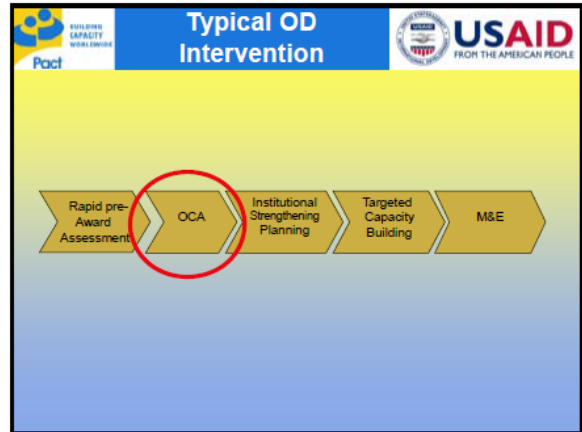 BUILDING
CAPACITY
WORLDWIDE
Pact
Typical OD
Intervention
USAID
USAID
FROM THE AMERICAN PEOPLE
Rapid pre-
Award
Assessment
OCA
Institutional
Strengthening
Planning
Targeted
Capacity
Building
M&E